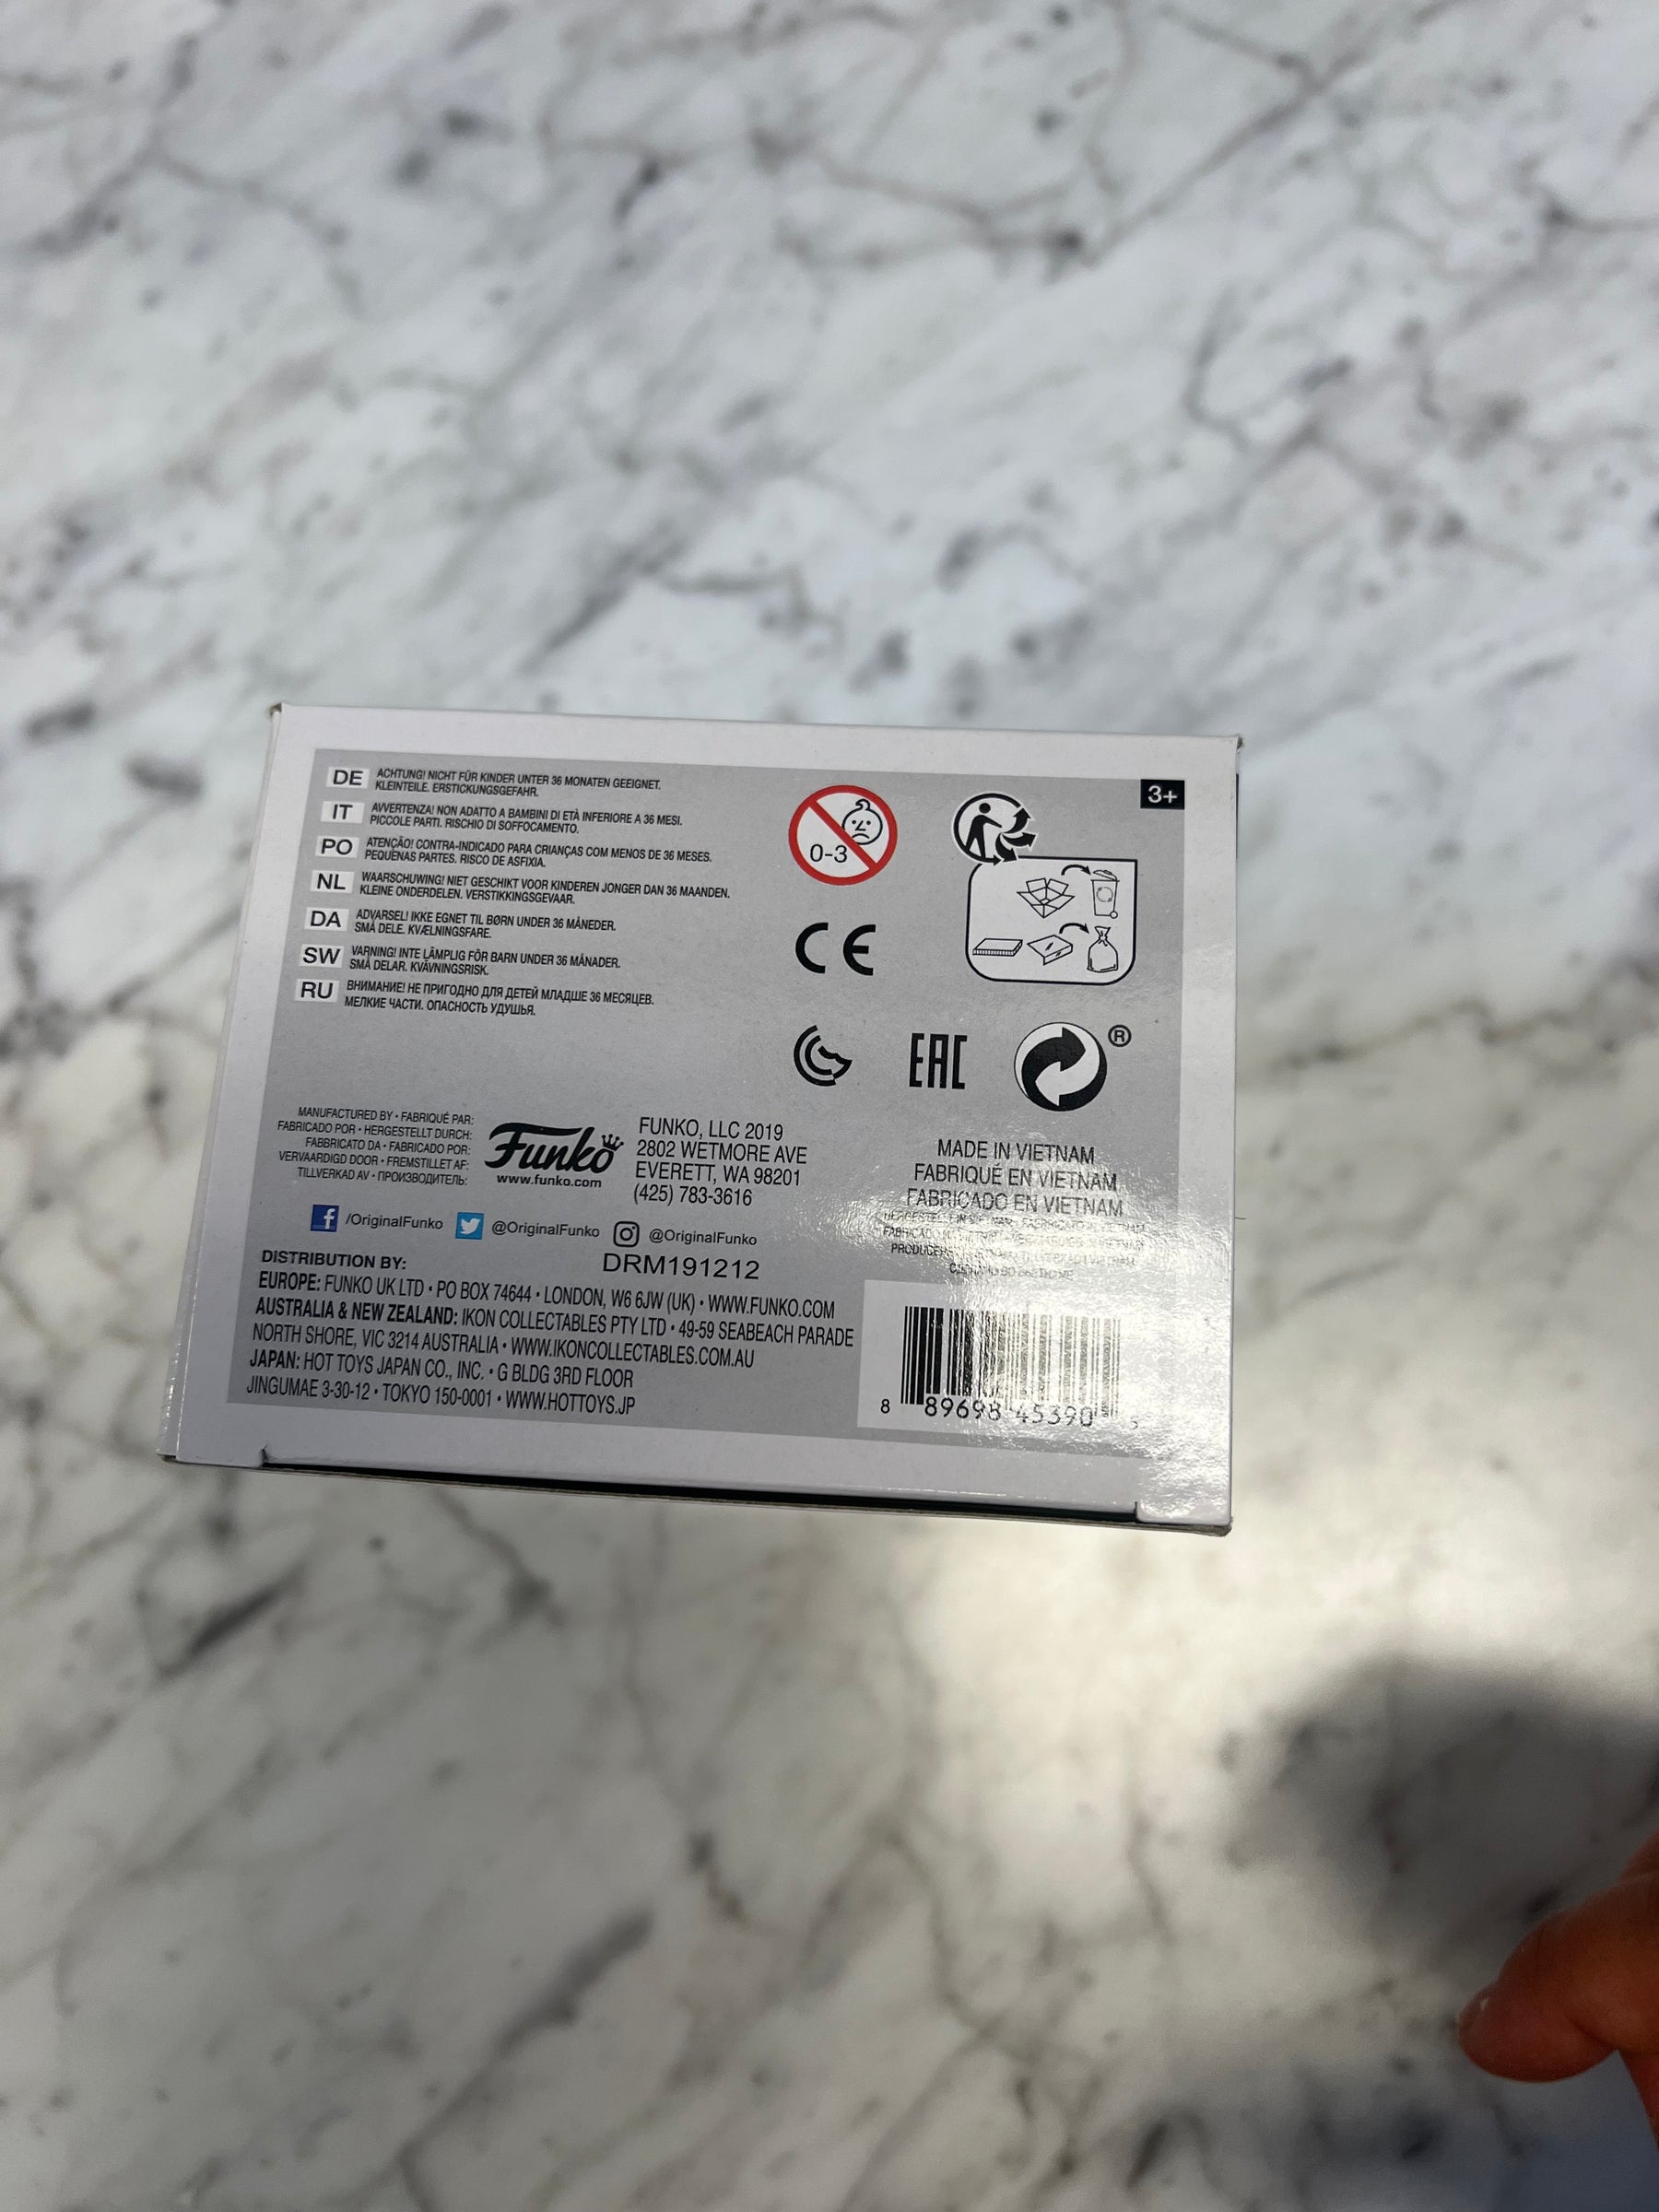 DE ACHTUNG! NICHT FÜR KINDER UNTER 36 MONATEN GEEIGNET.
KLEINTEILE. ERSTICKUNGSGEFAHR.
IT AVVERTENZA! NON ADATTO A BAMBINI DI ETÀ INFERIORE A 36 MESI.
PICCOLE PARTI. RISCHIO DI SOFFOCAMENTO.
PO ATENÇÃO! CONTRA-INDICADO PARA CRIANÇAS COM MENOS DE 36 MESES.
PEQUENAS PARTES. RISCO DE ASFIXIA.
NL WAARSCHUWING! NIET GESCHIKT VOOR KINDEREN JONGER DAN 36 MAANDEN.
KLEINE ONDERDELEN. VERSTIKKINGSGEVAAR.
DA ADVARSEL! IKKE EGNET TIL BØRN UNDER 36 MÅNEDER.
SMÅ DELE. KVÆLNINGSFARE.
SW VARNING! INTE LÄMPLIG FÖR BARN UNDER 36 MÅNADER.
SMÅ DELAR. KVÄVNINGSRISK.
RU ВНИМАНИЕ! НЕ ПРИГОДНО ДЛЯ ДЕТЕЙ МЛАДШЕ 36 МЕСЯЦЕВ.
МЕЛКИЕ ЧАСТИ. ОПАСНОСТЬ УДУШЬЯ.
0-3
3+
CE
EAC
®
MANUFACTURED BY • FABRIQUÉ PAR:
FABRICADO POR • HERGESTELLT DURCH:
FABBRICATO DA • FABRICADO POR:
VERVAARDIGD DOOR • FREMSTILLET AF:
TILLVERKAD AV • ПРОИЗВОДИТЕЛЬ:
Funko
www.funko.com
FUNKO, LLC 2019
2802 WETMORE AVE
EVERETT, WA 98201
(425) 783-3616
MADE IN VIETNAM
FABRIQUÉ EN VIETNAM
FABRICADO EN VIETNAM
/OriginalFunko @OriginalFunko @OriginalFunko
DRM191212
DISTRIBUTION BY:
EUROPE: FUNKO UK LTD • PO BOX 74644 • LONDON, W6 6JW (UK) • WWW.FUNKO.COM
AUSTRALIA & NEW ZEALAND: IKON COLLECTABLES PTY LTD • 49-59 SEABEACH PARADE
NORTH SHORE, VIC 3214 AUSTRALIA • WWW.IKONCOLLECTABLES.COM.AU
JAPAN: HOT TOYS JAPAN CO., INC. • G BLDG 3RD FLOOR
JINGUMAE 3-30-12 • TOKYO 150-0001 • WWW.HOTTOYS.JP
8 89698 45390 5